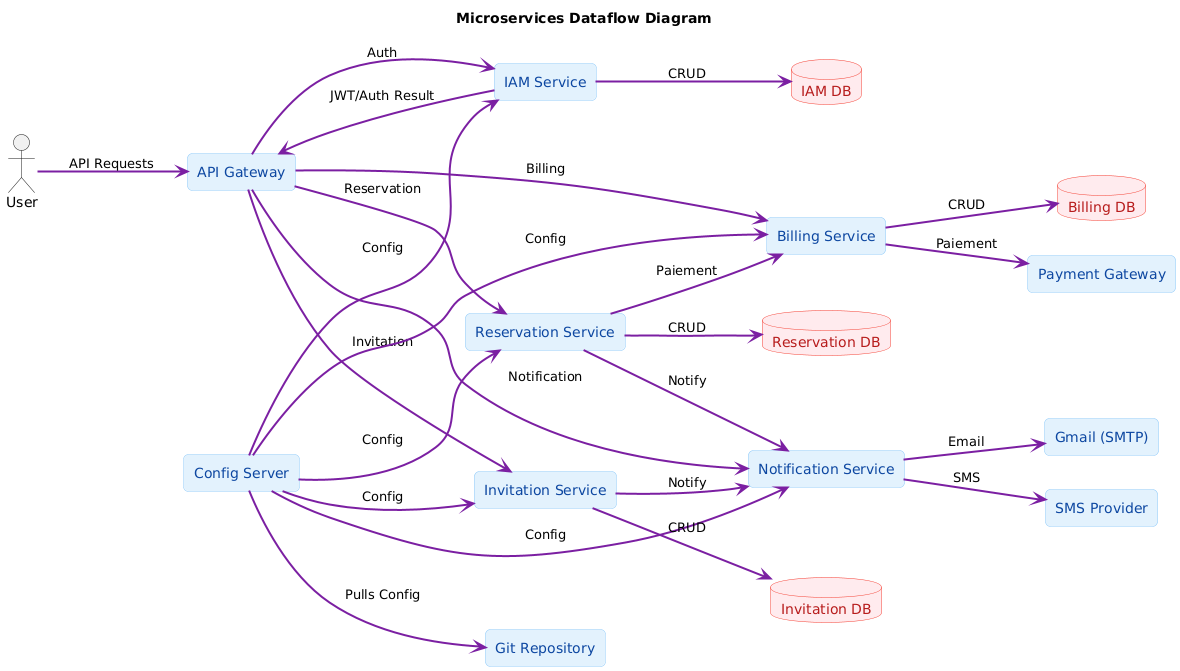 Microservices Dataflow Diagram
Auth
IAM Service
CRUD
IAM DB
JWT/Auth Result
User
API Requests
API Gateway
Billing
Reservation
Config
Config
Billing Service
CRUD
Billing DB
Paiement
Payment Gateway
Paiement
Reservation Service
CRUD
Reservation DB
Invitation
Notification
Notify
Config
Config Server
Config
Invitation Service
Notify
Notification Service
Email
Gmail (SMTP)
SMS
SMS Provider
Config
CRUD
Invitation DB
Pulls Config
Git Repository